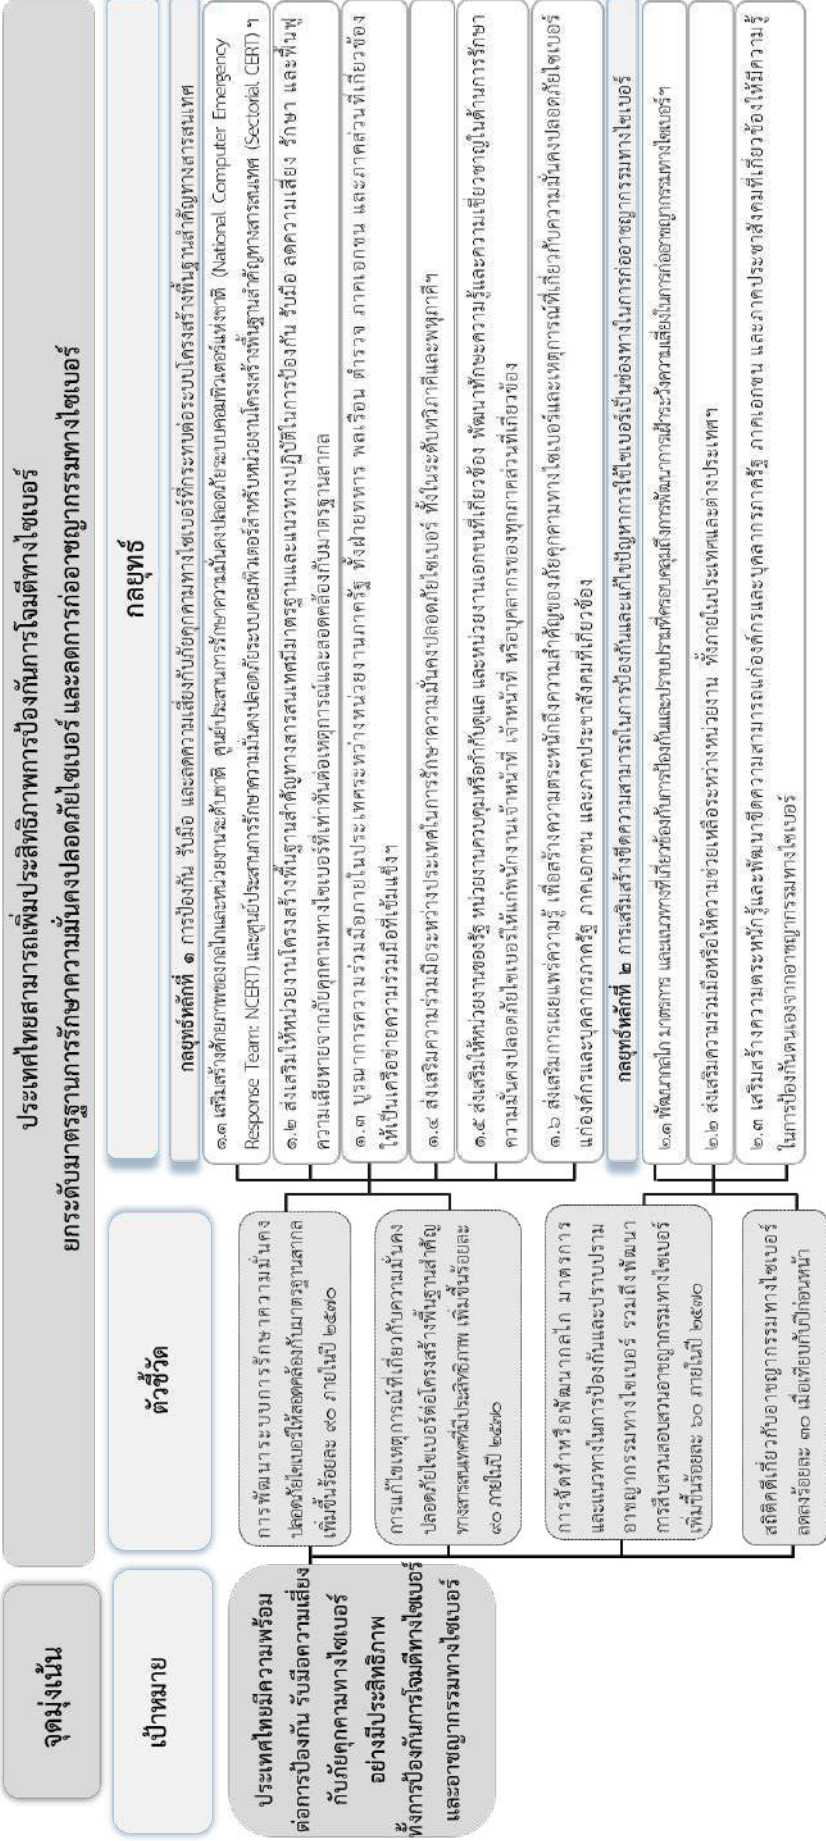 จุดมุ่งเน้น
ประเทศไทยสามารถเพิ่มประสิทธิภาพการป้องกันการโจมตีทางไซเบอร์
ยกระดับมาตรฐานการรักษาความมั่นคงปลอดภัยไซเบอร์ และลดการก่ออาชญากรรมทางไซเบอร์
เป้าหมาย
ตัวชี้วัด
กลยุทธ์
ประเทศไทยมีความพร้อม
ต่อการป้องกัน รับมือความเสี่ยง
กับภัยคุกคามทางไซเบอร์
อย่างมีประสิทธิภาพ
ทั้งการป้องกันการโจมตีทางไซเบอร์
และอาชญากรรมทางไซเบอร์
การพัฒนาระบบการรักษาความมั่นคง
ปลอดภัยไซเบอร์ให้สอดคล้องกับมาตรฐานสากล
เพิ่มขึ้นร้อยละ ๙๐ ภายในปี ๒๕๗๐
การแก้ไขเหตุการณ์ที่เกี่ยวกับความมั่นคง
ปลอดภัยไซเบอร์ต่อโครงสร้างพื้นฐานสำคัญ
ทางสารสนเทศที่มีประสิทธิภาพ เพิ่มขึ้นร้อยละ
๙๐ ภายในปี ๒๕๗๐
การจัดทำหรือพัฒนากลไก มาตรการ
และแนวทางในการป้องกันและปราบปราม
อาชญากรรมทางไซเบอร์ รวมถึงพัฒนา
การสืบสวนสอบสวนอาชญากรรมทางไซเบอร์
เพิ่มขึ้นร้อยละ ๖๐ ภายในปี ๒๕๗๐
สถิติคดีเกี่ยวกับอาชญากรรมทางไซเบอร์
ลดลงร้อยละ ๓๐ เมื่อเทียบกับปีก่อนหน้า
กลยุทธ์หลักที่ ๑ การป้องกัน รับมือ และลดความเสี่ยงกับภัยคุกคามทางไซเบอร์ที่กระทบต่อระบบโครงสร้างพื้นฐานสำคัญทางสารสนเทศ
๑.๑ เสริมสร้างศักยภาพของกลไกและหน่วยงานระดับชาติ ศูนย์ประสานการรักษาความมั่นคงปลอดภัยระบบคอมพิวเตอร์แห่งชาติ (National Computer Emergency
Response Team: NCERT) และศูนย์ประสานการรักษาความมั่นคงปลอดภัยระบบคอมพิวเตอร์สำหรับหน่วยงานโครงสร้างพื้นฐานสำคัญทางสารสนเทศ (Sectorial CERT) ฯ
๑.๒ ส่งเสริมให้หน่วยงานโครงสร้างพื้นฐานสำคัญทางสารสนเทศมีมาตรฐานและแนวทางปฏิบัติในการป้องกัน รับมือ ลดความเสี่ยง รักษา และฟื้นฟู
ความเสียหายจากภัยคุกคามทางไซเบอร์ที่เท่าทันต่อเหตุการณ์และสอดคล้องกับมาตรฐานสากล
๑.๓ บูรณาการความร่วมมือภายในประเทศระหว่างหน่วยงานภาครัฐ ทั้งฝ่ายทหาร พลเรือน ตำรวจ ภาคเอกชน และภาคส่วนที่เกี่ยวข้อง
ให้เป็นเครือข่ายความร่วมมือที่เข้มแข็งฯ
๑.๔ ส่งเสริมความร่วมมือระหว่างประเทศในการรักษาความมั่นคงปลอดภัยไซเบอร์ ทั้งในระดับทวิภาคีและพหุภาคีฯ
๑.๕ ส่งเสริมให้หน่วยงานของรัฐ หน่วยงานควบคุมหรือกำกับดูแล และหน่วยงานเอกชนที่เกี่ยวข้อง พัฒนาทักษะความรู้และความเชี่ยวชาญในด้านการรักษา
ความมั่นคงปลอดภัยไซเบอร์ให้แก่พนักงานเจ้าหน้าที่ เจ้าหน้าที่ หรือบุคลากรของทุกภาคส่วนที่เกี่ยวข้อง
๑.๖ ส่งเสริมการเผยแพร่ความรู้ เพื่อสร้างความตระหนักถึงความสำคัญของภัยคุกคามทางไซเบอร์และเหตุการณ์ที่เกี่ยวกับความมั่นคงปลอดภัยไซเบอร์
แก่องค์กรและบุคลากรภาครัฐ ภาคเอกชน และภาคประชาสังคมที่เกี่ยวข้อง
กลยุทธ์หลักที่ ๒ การเสริมสร้างขีดความสามารถในการป้องกันและแก้ไขปัญหาการใช้ไซเบอร์เป็นช่องทางในการก่ออาชญากรรมทางไซเบอร์
๒.๑ พัฒนากลไก มาตรการ และแนวทางที่เกี่ยวข้องกับการป้องกันและปราบปรามที่ครอบคลุมถึงการพัฒนาการเฝ้าระวังความเสี่ยงในการก่ออาชญากรรมทางไซเบอร์ฯ
๒.๒ ส่งเสริมความร่วมมือหรือให้ความช่วยเหลือระหว่างหน่วยงาน ทั้งภายในประเทศและต่างประเทศฯ
๒.๓ เสริมสร้างความตระหนักรู้และพัฒนาขีดความสามารถแก่องค์กรและบุคลากรภาครัฐ ภาคเอกชน และภาคประชาสังคมที่เกี่ยวข้องให้มีความรู้
ในการป้องกันตนเองจากอาชญากรรมทางไซเบอร์